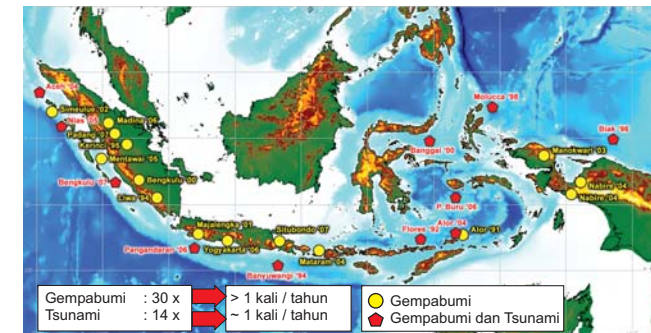 Aceh '04
Simeulue '02
Nias '05
Madina '06
Padang '07
Kerinci '95
Mentawai '05
Bengkulu '07
Bengkulu '00
Liwa '94
Majalengka '01
Pangandaran '06
Yogyakarta '06
Situbondo '07
Banyuwangi '94
Mataram '04
Flores '92
Alor '04
Alor '91
P. Buru '06
Banggai '00
Molucca '98
Biak '96
Manokwari '03
Nabire '04
Nabire '04
Gempabumi : 30 x > 1 kali / tahun
Tsunami : 14 x ~ 1 kali / tahun
Gempabumi
Gempabumi dan Tsunami